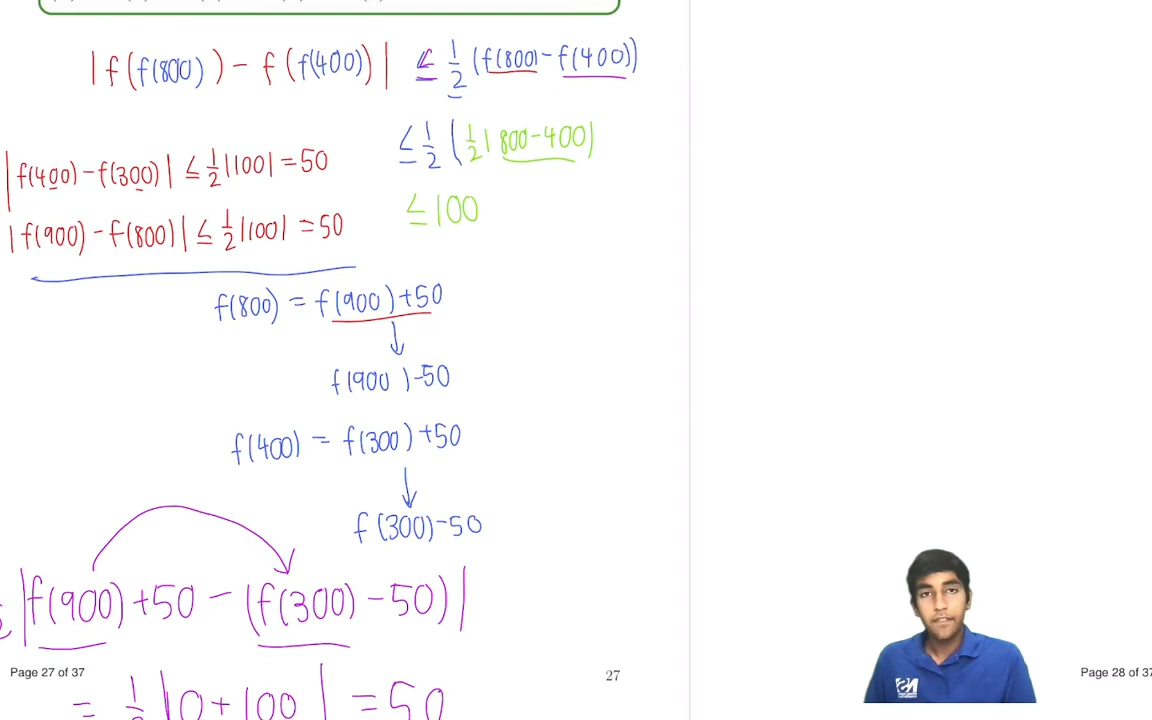 |f(f(800)) - f(f(400))| ≤ 1/2 (f(800) - f(400))
≤ 1/2 (1/2 | 800 - 400)
≤ 100
|f(400) - f(300)| ≤ 1/2 |100| = 50
|f(900) - f(800)| ≤ 1/2 |100| = 50
f(800) = f(900) + 50
↓
f(900) - 50
f(400) = f(300) + 50
↓
f(300) - 50
|f(900) + 50 - (f(300) - 50)|
= 1/2 |0 + 100| = 50
Page 27 of 37
27
Page 28 of 37